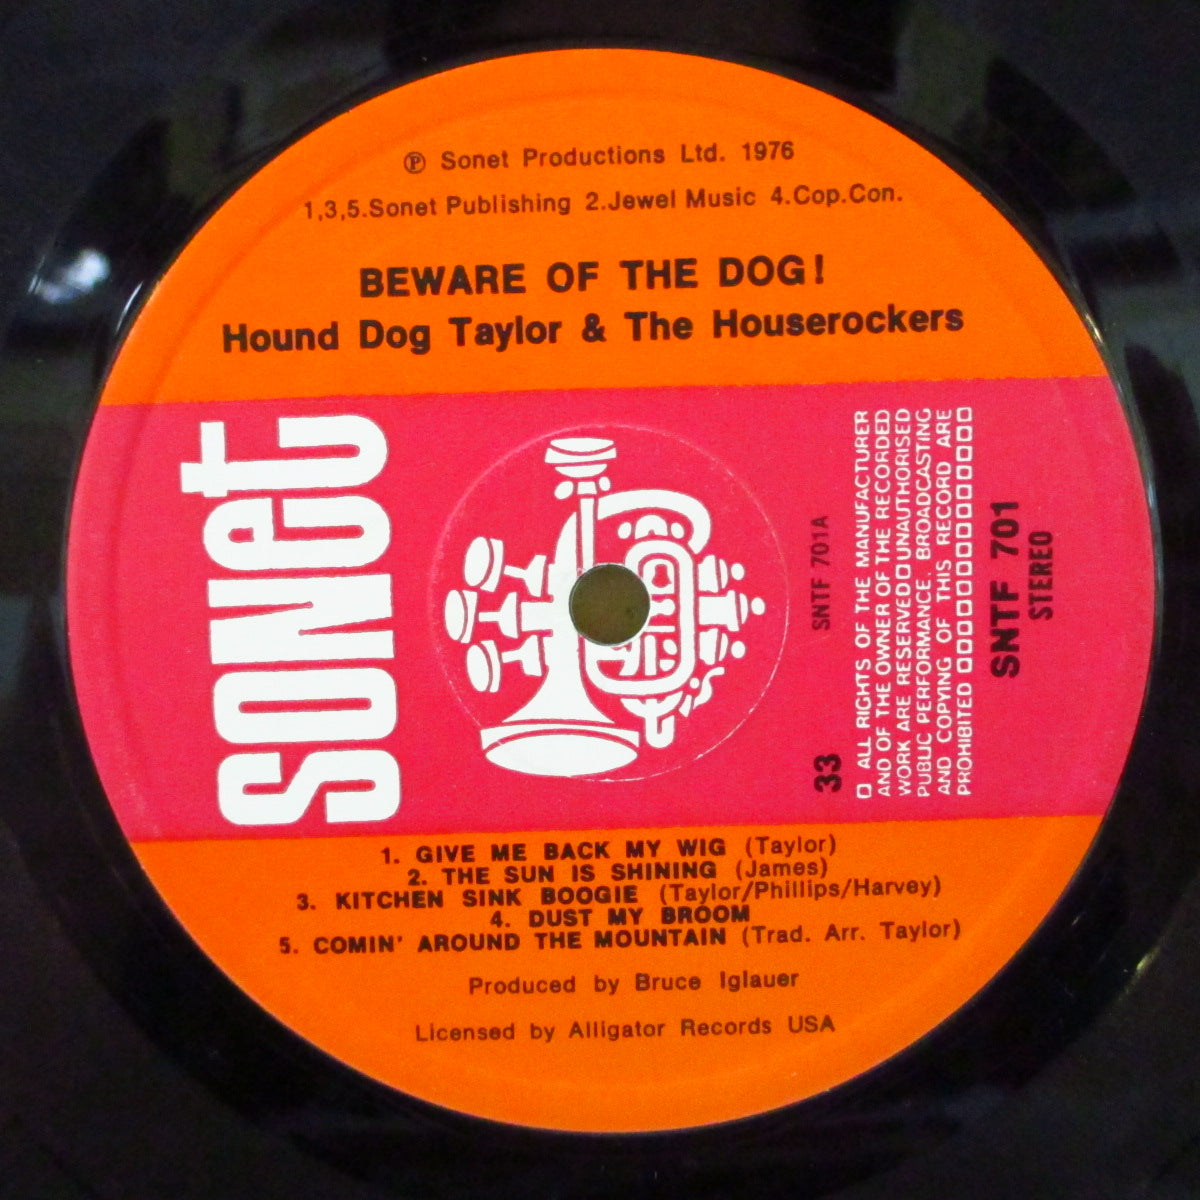 ℗ Sonet Productions Ltd. 1976
1,3,5.Sonet Publishing 2.Jewel Music 4.Cop.Con.
BEWARE OF THE DOG!
Hound Dog Taylor & The Houserockers
sonet
SNTF 701A
33
ALL RIGHTS OF THE MANUFACTURER
AND OF THE OWNER OF THE RECORDED
WORK ARE RESERVED UNAUTHORISED
PUBLIC PERFORMANCE, BROADCASTING
AND COPYING OF THIS RECORD ARE
PROHIBITED
SNTF 701
STEREO
1. GIVE ME BACK MY WIG (Taylor)
2. THE SUN IS SHINING (James)
3. KITCHEN SINK BOOGIE (Taylor/Phillips/Harvey)
4. DUST MY BROOM
5. COMIN' AROUND THE MOUNTAIN (Trad. Arr. Taylor)
Produced by Bruce Iglauer
Licensed by Alligator Records USA